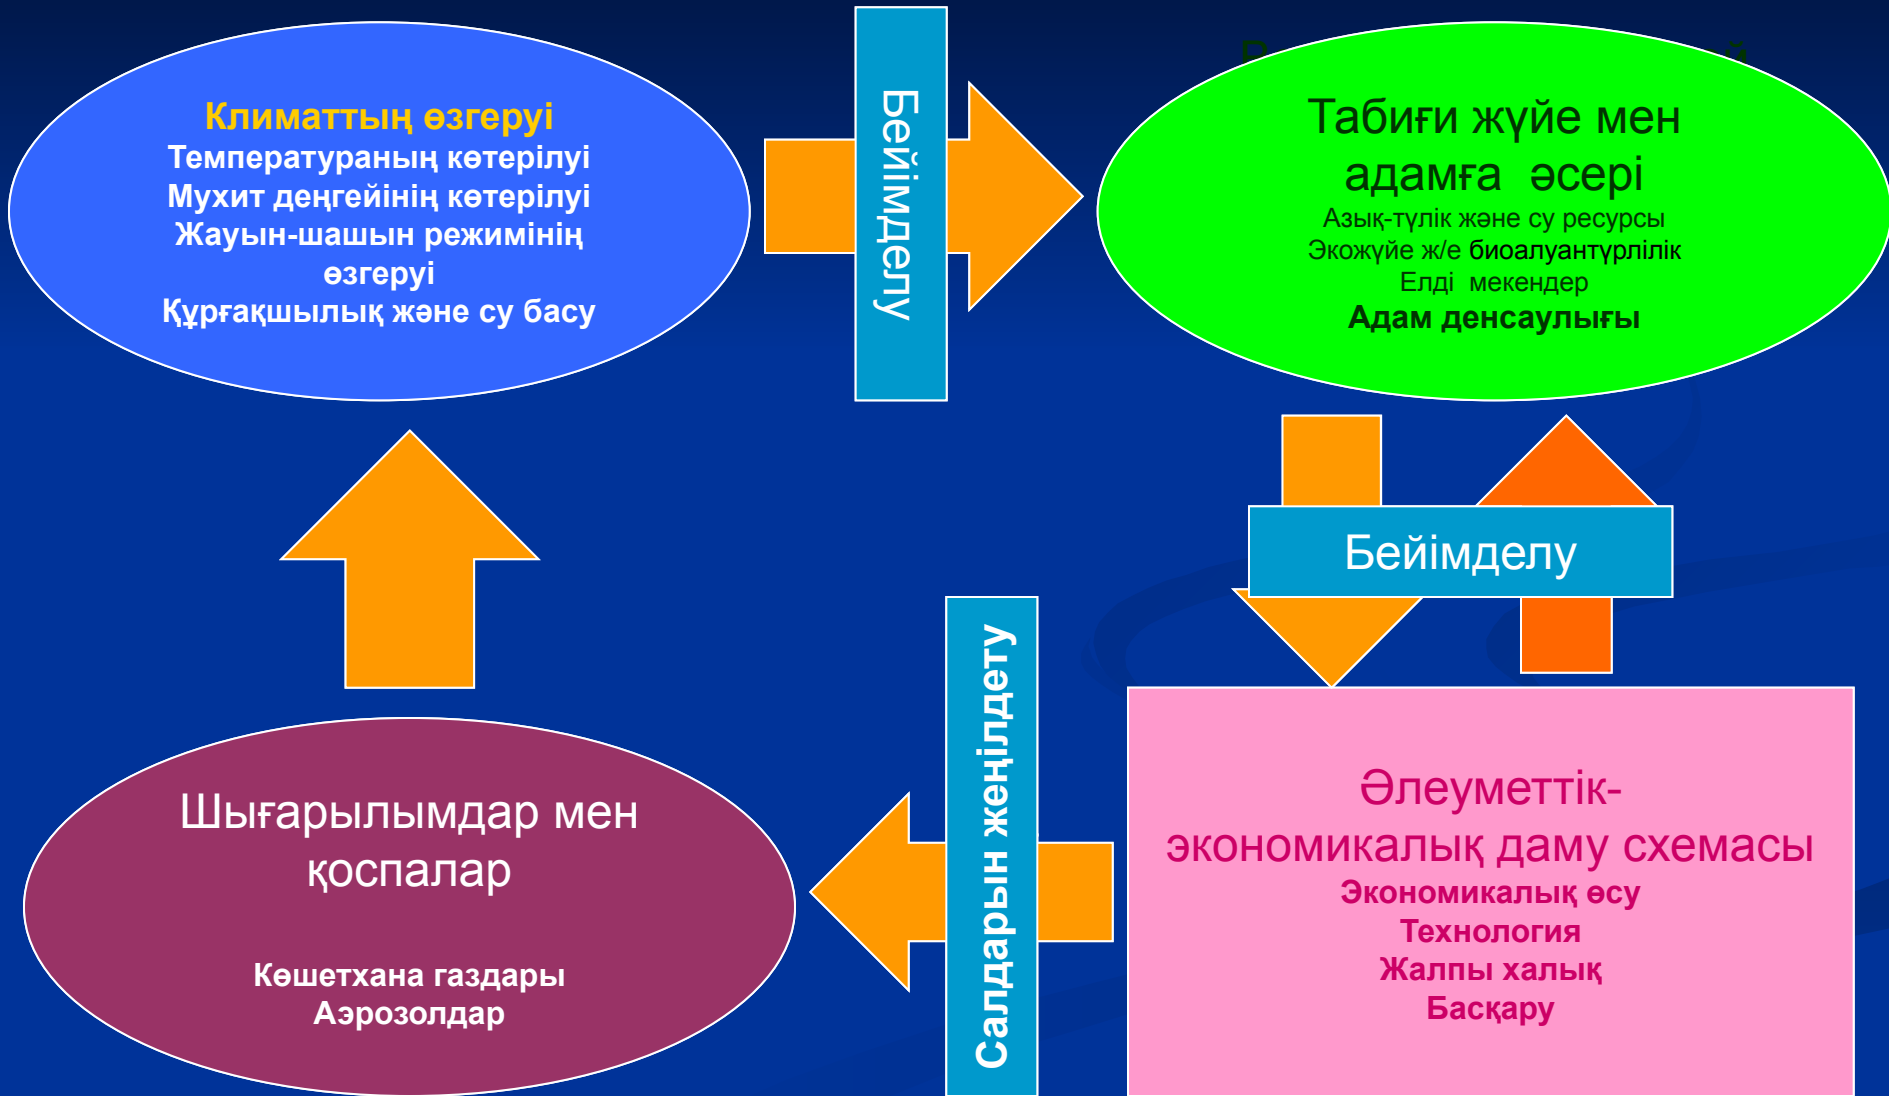 Климаттың өзгеруі
Температураның көтерілуі
Мухит деңгейінің көтерілуі
Жауын-шашын режимінің
өзгеруі
Құрғақшылық және су басу
Бейімделу
Табиғи жүйе мен
адамға әсері
Азық-түлік және су ресурсы
Экожүйе ж/е биоалуантүрлілік
Елді мекендер
Адам денсаулығы
Бейімделу
Салдарын жеңілдету
Шығарылымдар мен
қоспалар
Көшетхана газдары
Аэрозолдар
Әлеуметтік-
экономикалық даму схемасы
Экономикалық өсу
Технология
Жалпы халық
Басқару